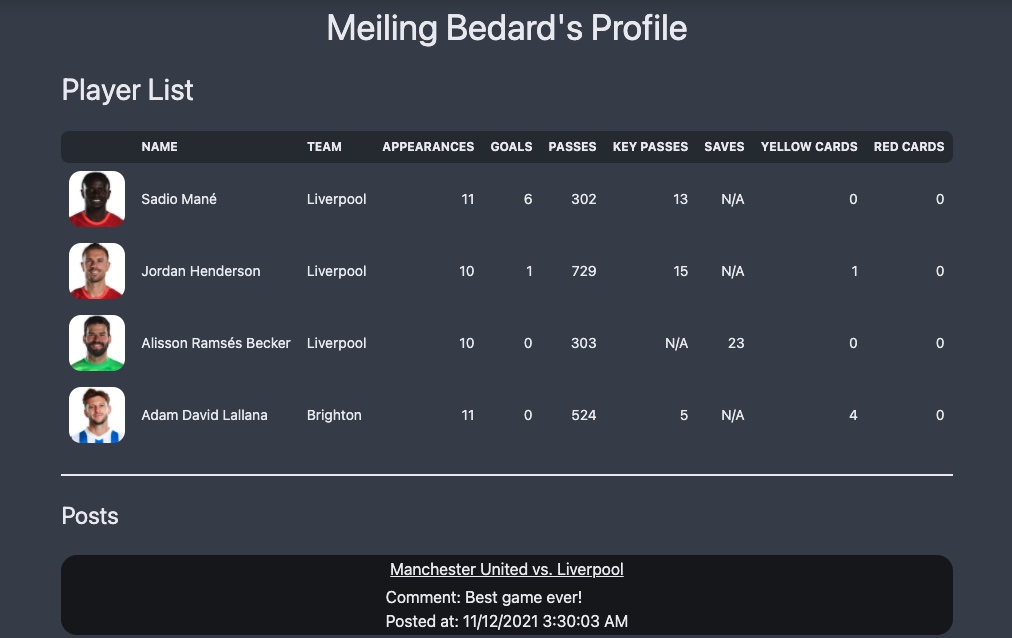 Meiling Bedard's Profile
Player List
NAME TEAM APPEARANCES GOALS PASSES KEY PASSES SAVES YELLOW CARDS RED CARDS
Sadio Mané Liverpool 11 6 302 13 N/A 0 0
Jordan Henderson Liverpool 10 1 729 15 N/A 1 0
Alisson Ramsés Becker Liverpool 10 0 303 N/A 23 0 0
Adam David Lallana Brighton 11 0 524 5 N/A 4 0
Posts
Manchester United vs. Liverpool
Comment: Best game ever!
Posted at: 11/12/2021 3:30:03 AM